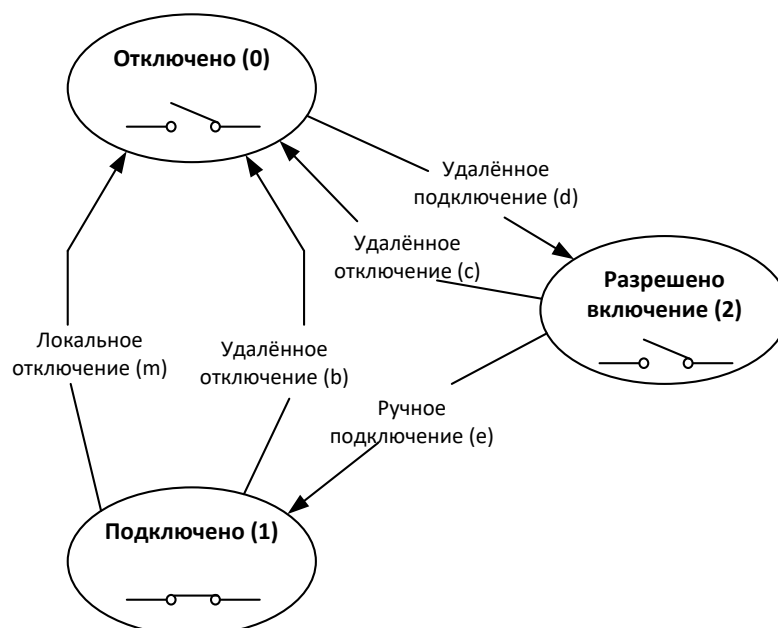 Отключено (0)
Удалённое
подключение (d)
Удалённое
отключение (c)
Разрешено
включение (2)
Локальное
отключение (m)
Удалённое
отключение (b)
Ручное
подключение (e)
Подключено (1)